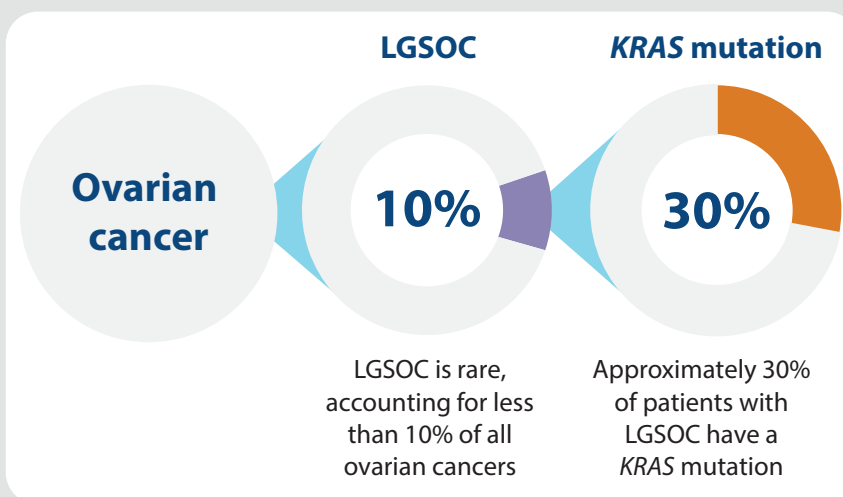 LGSOC
KRAS mutation
Ovarian
cancer
10%
30%
LGSOC is rare,
accounting for less
than 10% of all
ovarian cancers
Approximately 30%
of patients with
LGSOC have a
KRAS mutation